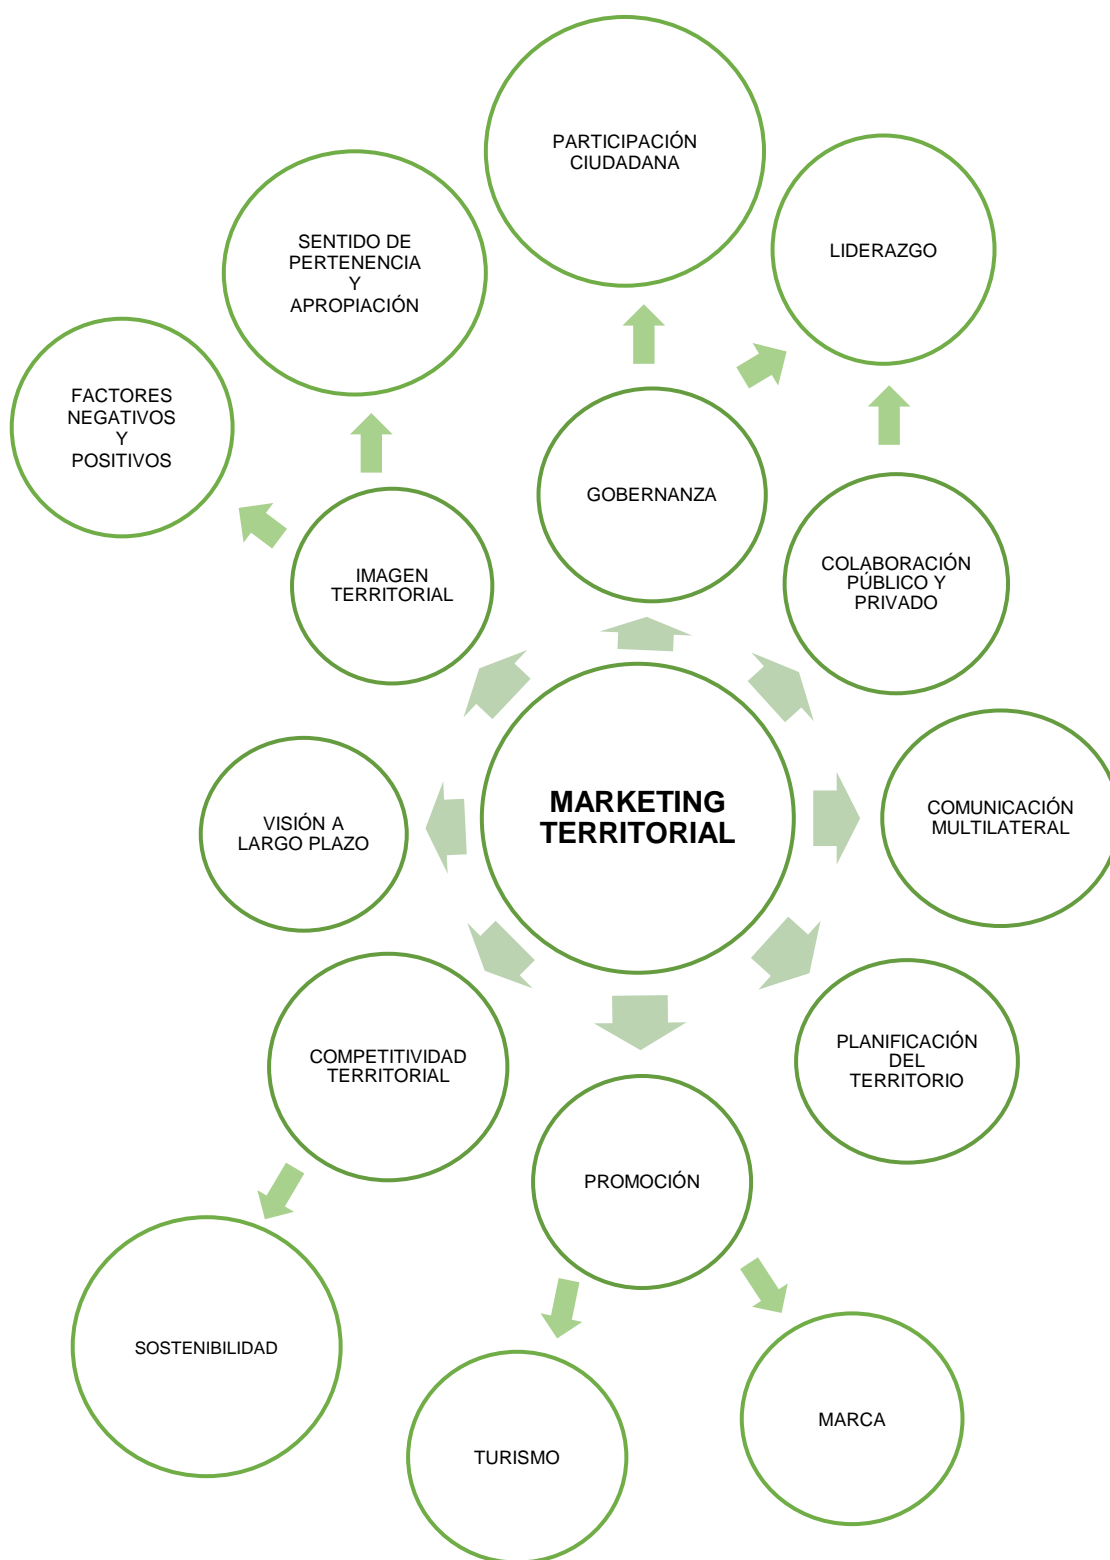 PARTICIPACIÓN
CIUDADANA
LIDERAZGO
SENTIDO DE
PERTENENCIA
Y
APROPIACIÓN
FACTORES
NEGATIVOS
Y
POSITIVOS
GOBERNANZA
IMAGEN
TERRITORIAL
COLABORACIÓN
PÚBLICO Y
PRIVADO
MARKETING
TERRITORIAL
VISIÓN A
LARGO PLAZO
COMUNICACIÓN
MULTILATERAL
COMPETITIVIDAD
TERRITORIAL
PLANIFICACIÓN
DEL
TERRITORIO
PROMOCIÓN
SOSTENIBILIDAD
TURISMO
MARCA